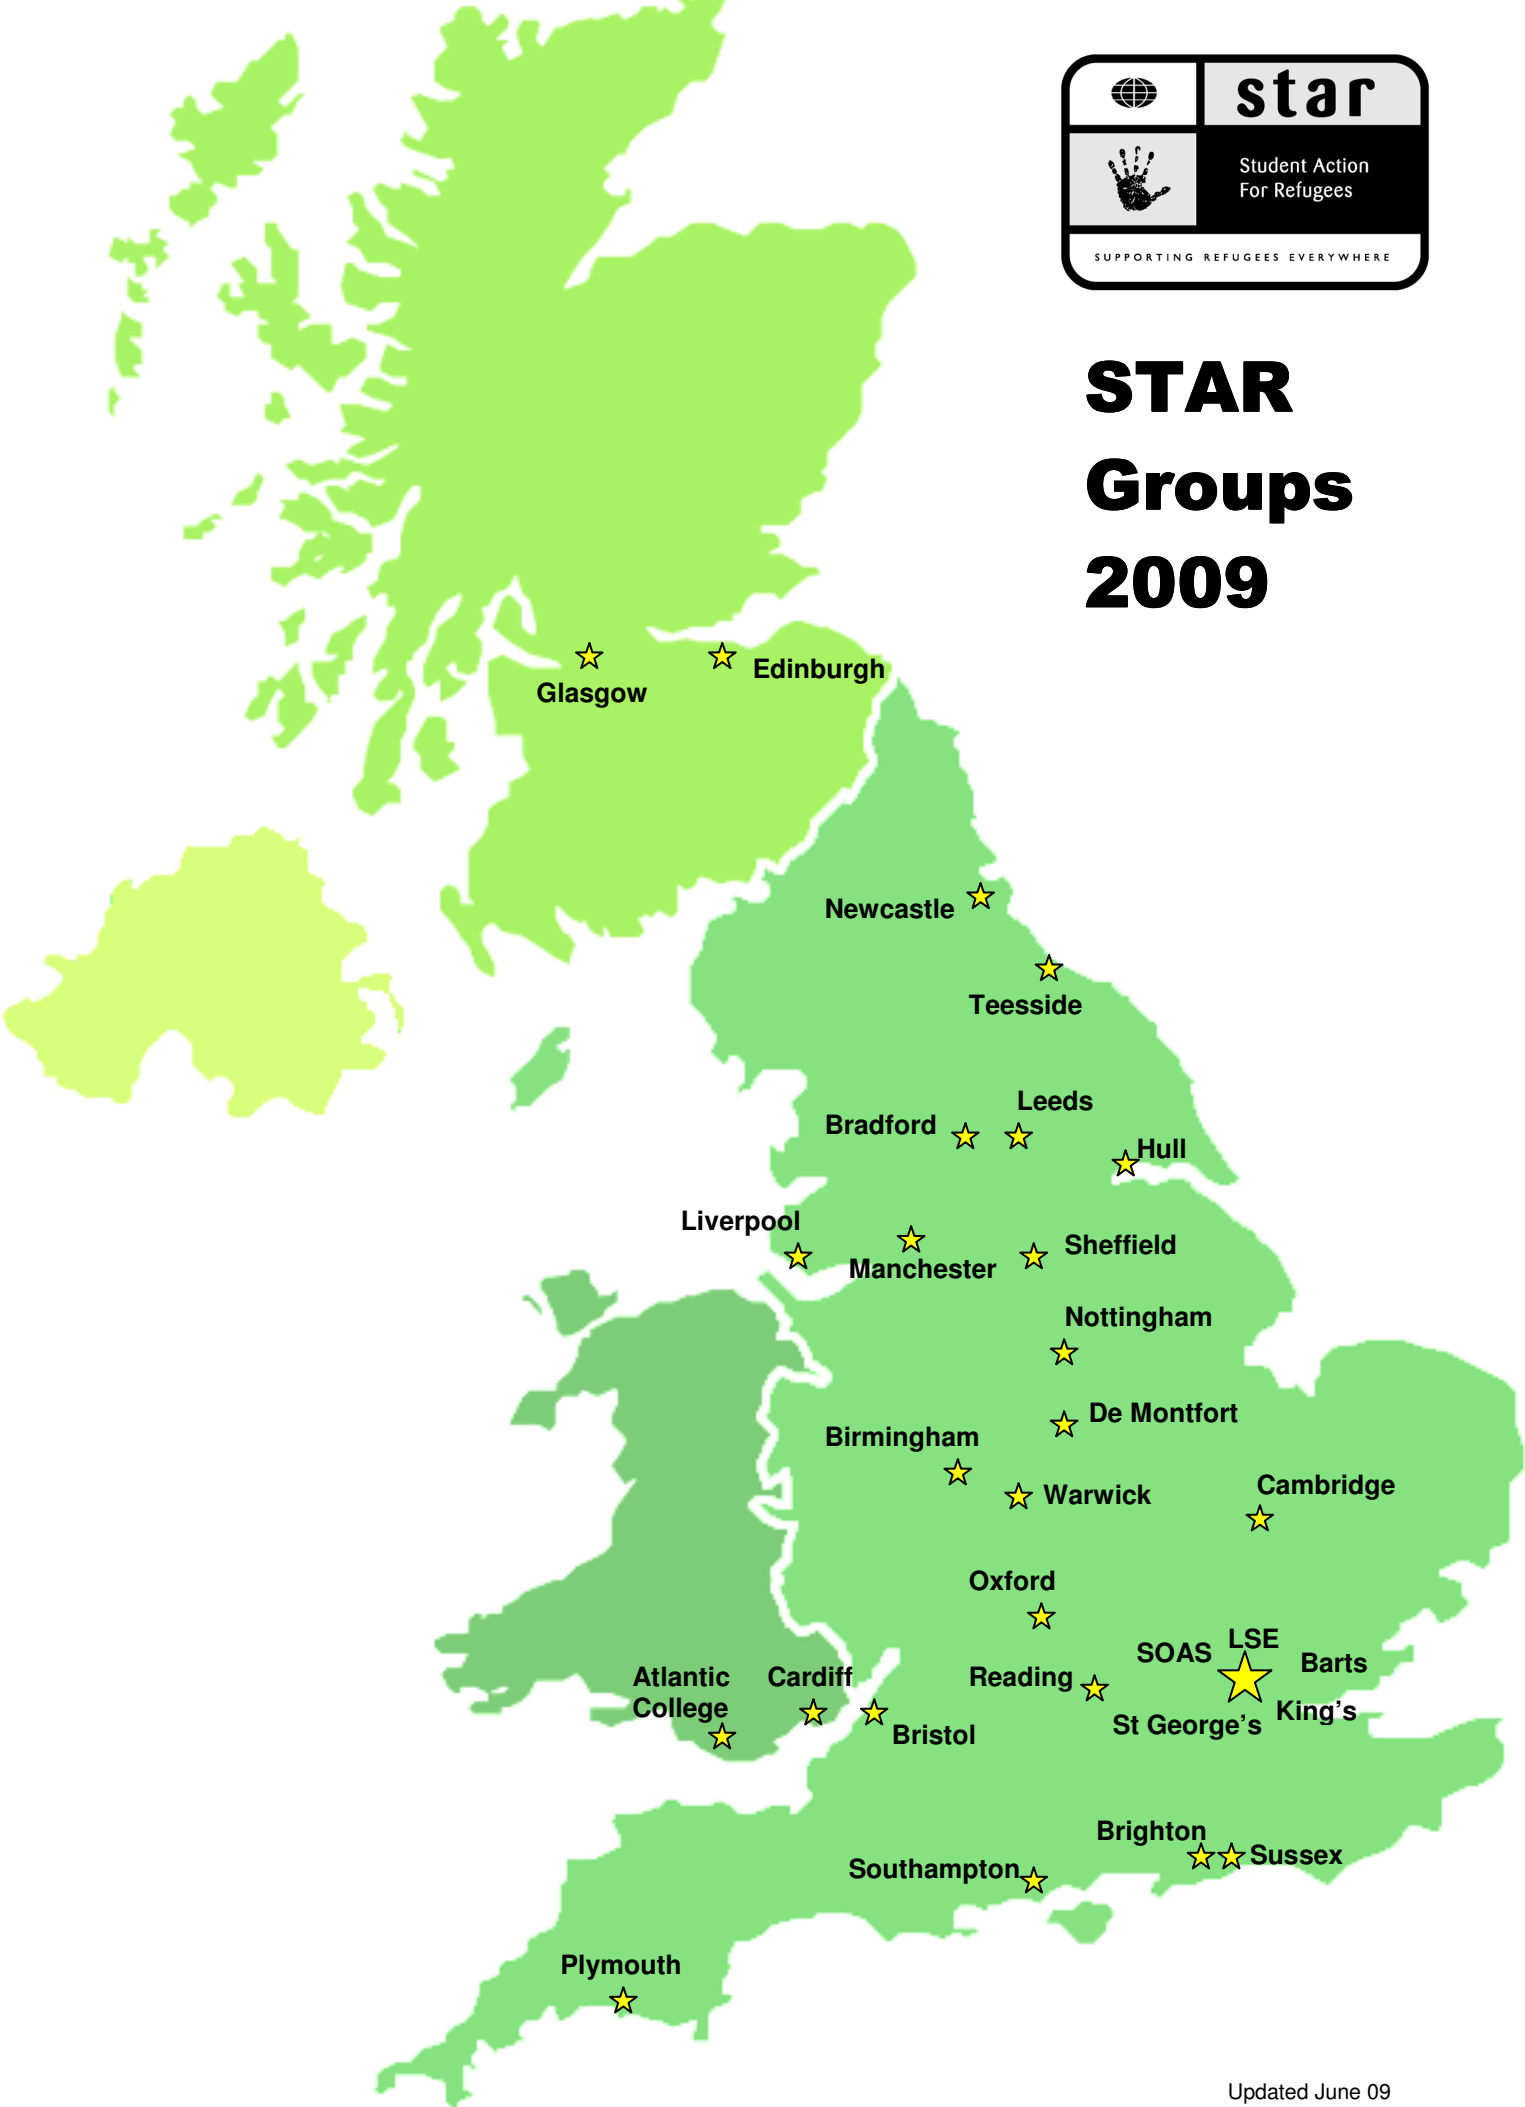 star
Student Action
For Refugees
SUPPORTING REFUGEES EVERYWHERE
STAR
Groups
2009
Edinburgh
Glasgow
Newcastle
Teesside
Leeds
Bradford
Hull
Liverpool
Sheffield
Manchester
Nottingham
De Montfort
Birmingham
Cambridge
Warwick
Oxford
LSE
SOAS
Barts
Atlantic
College
Cardiff
Reading
King's
St George's
Bristol
Brighton
Sussex
Southampton
Plymouth
Updated June 09